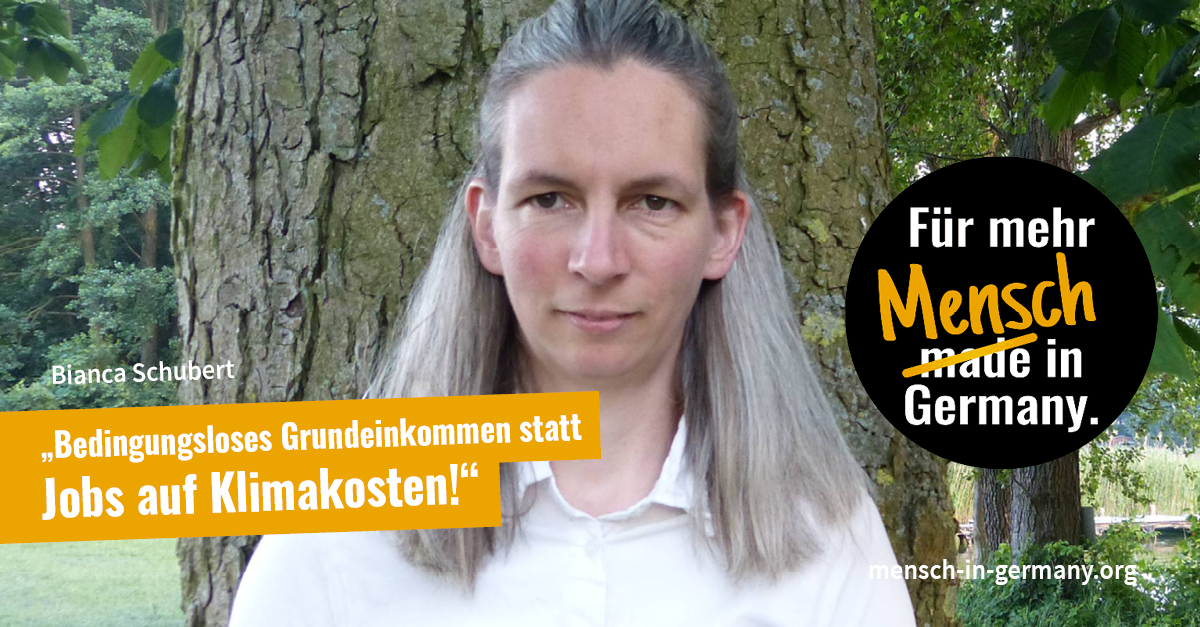 Bianca Schubert
„Bedingungsloses Grundeinkommen statt
Jobs auf Klimakosten!“
Für mehr
Mensch
made in
Germany.
mensch-in-germany.org